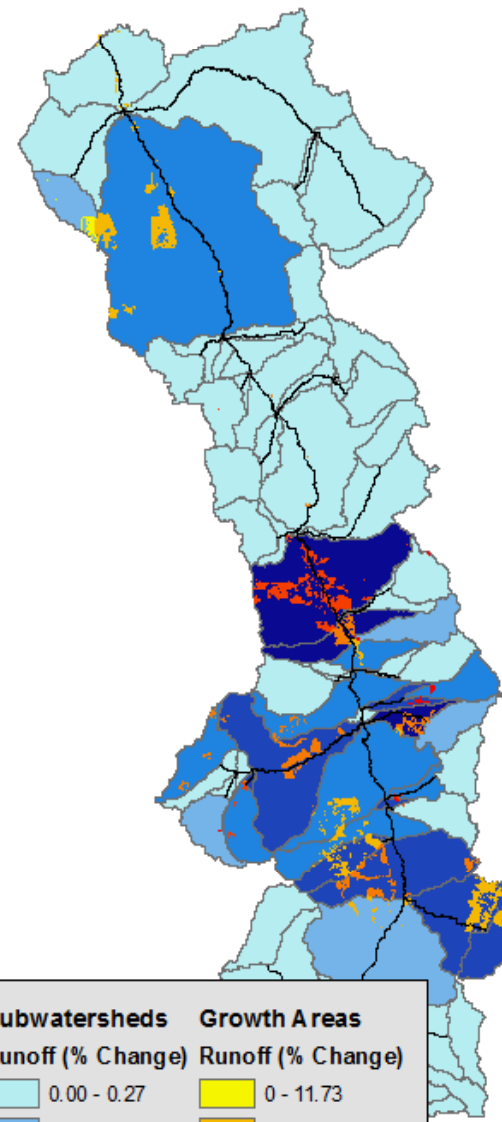 ubwatersheds Growth Areas
unoff (% Change) Runoff (% Change)
0.00 - 0.27 0 - 11.73